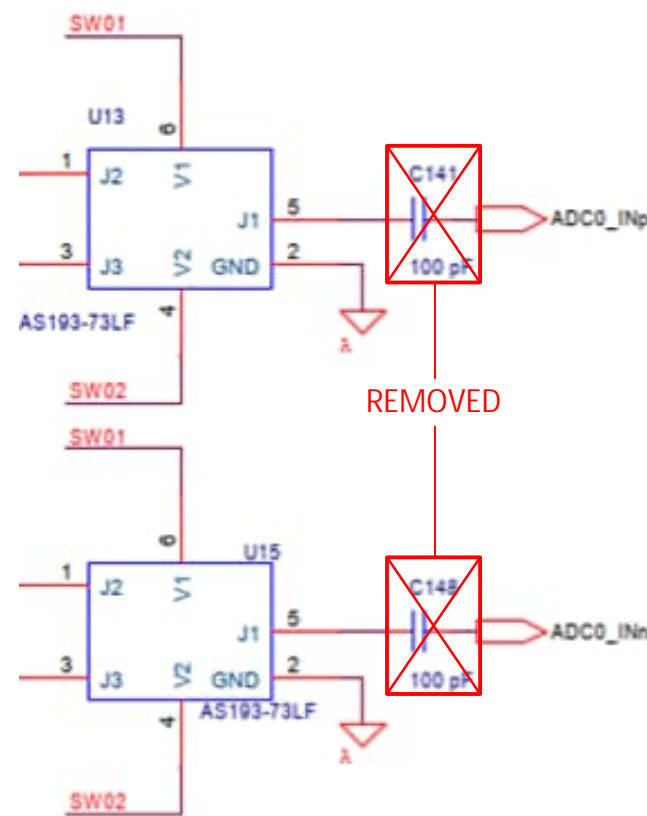 SW01
U13
6
1
J2
V1
C141
J1
5
ADC0_INp
3
J3
V2
GND
2
100 pF
4
AS193-73LF
A
SW02
REMOVED
SW01
6
U15
1
J2
V1
C148
J1
5
ADC0_INn
3
J3
V2
GND
2
100 pF
4
AS193-73LF
A
SW02